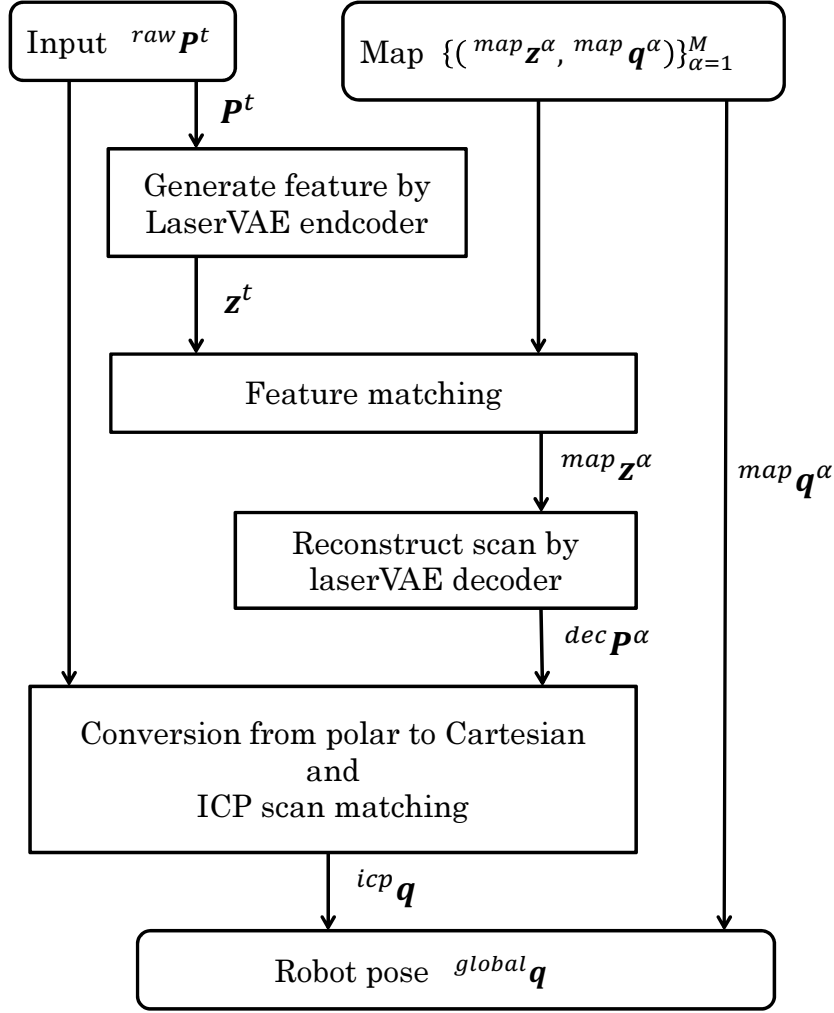 Input ^{raw}P^t
Map {(^{map}z^α, ^{map}q^α)}_{α=1}^M
P^t
Generate feature by
LaserVAE endcoder
z^t
Feature matching
^{map}z^α
^{map}q^α
Reconstruct scan by
laserVAE decoder
^{dec}P^α
Conversion from polar to Cartesian
and
ICP scan matching
^{icp}q
Robot pose ^{global}q